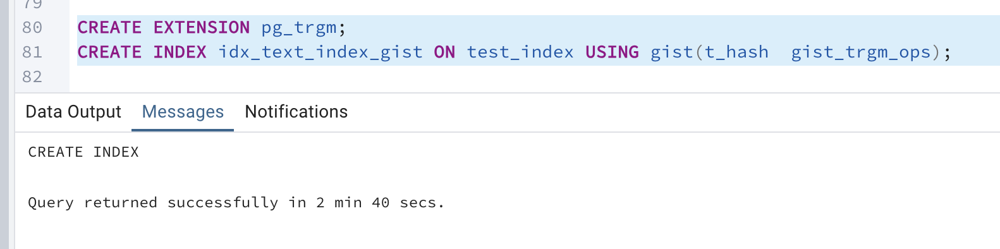 79
80 CREATE EXTENSION pg_trgm;
81 CREATE INDEX idx_text_index_gist ON test_index USING gist(t_hash  gist_trgm_ops);
82
Data Output Messages Notifications
CREATE INDEX
Query returned successfully in 2 min 40 secs.